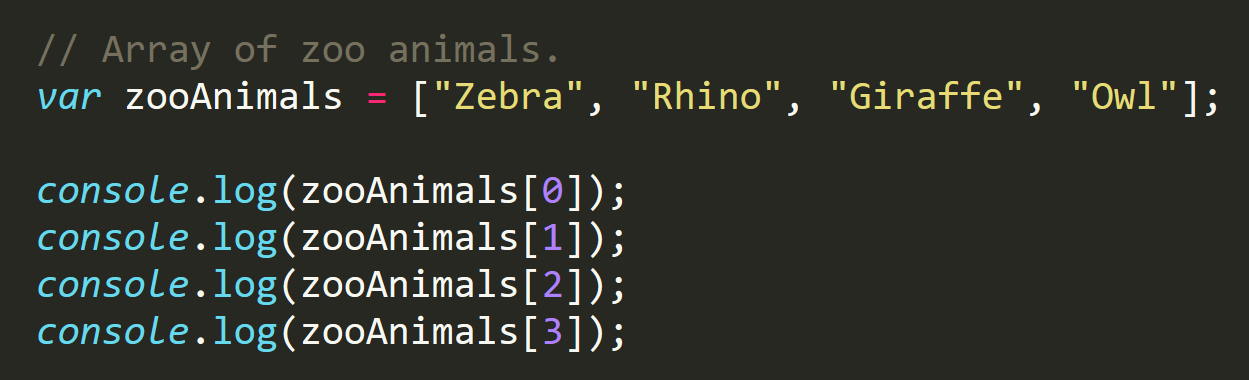 // Array of zoo animals.
var zooAnimals = ["Zebra", "Rhino", "Giraffe", "Owl"];
console.log(zooAnimals[0]);
console.log(zooAnimals[1]);
console.log(zooAnimals[2]);
console.log(zooAnimals[3]);